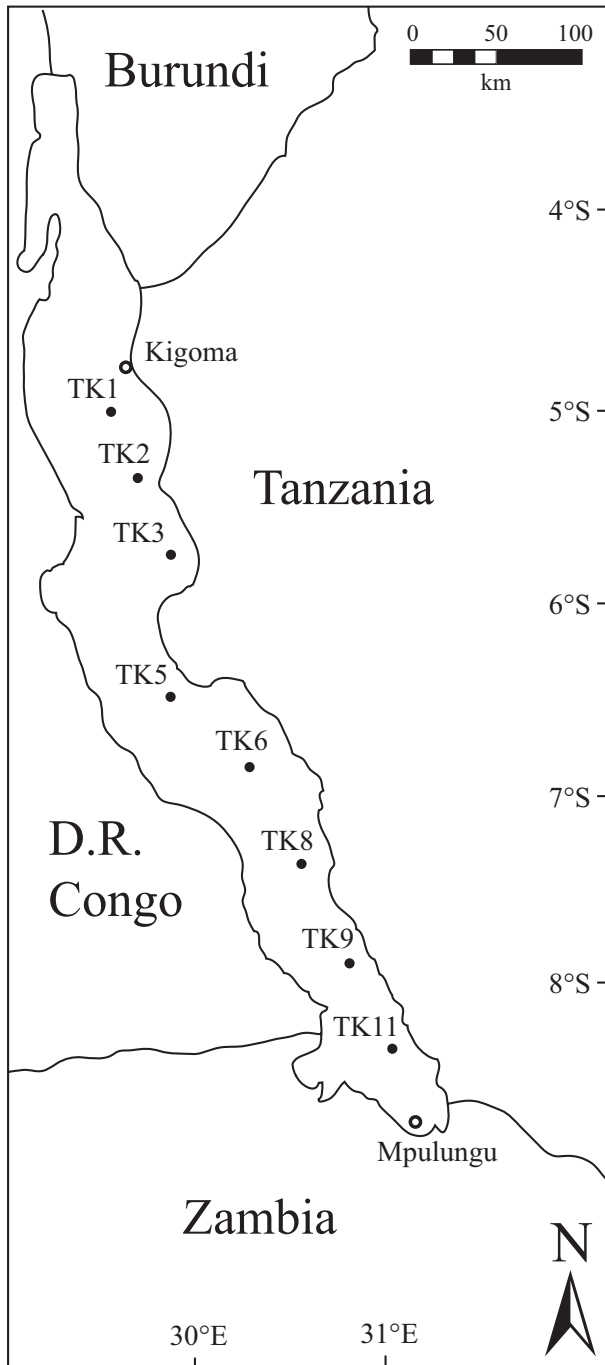 0 50 100
km
Burundi
4°S
Kigoma
TK1
5°S
TK2
Tanzania
TK3
6°S
TK5
TK6
7°S
D.R.
Congo
TK8
TK9
8°S
TK11
Mpulungu
Zambia
N
30°E 31°E